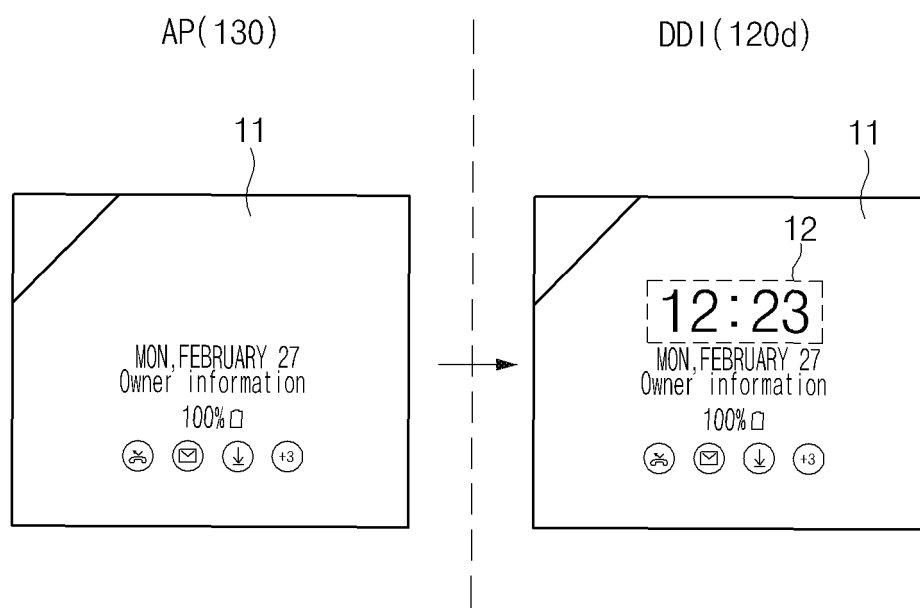 AP(130)
DDI(120d)
11
11
12
MON,FEBRUARY 27
Owner information
100%
+3
12:23
MON,FEBRUARY 27
Owner information
100%
+3